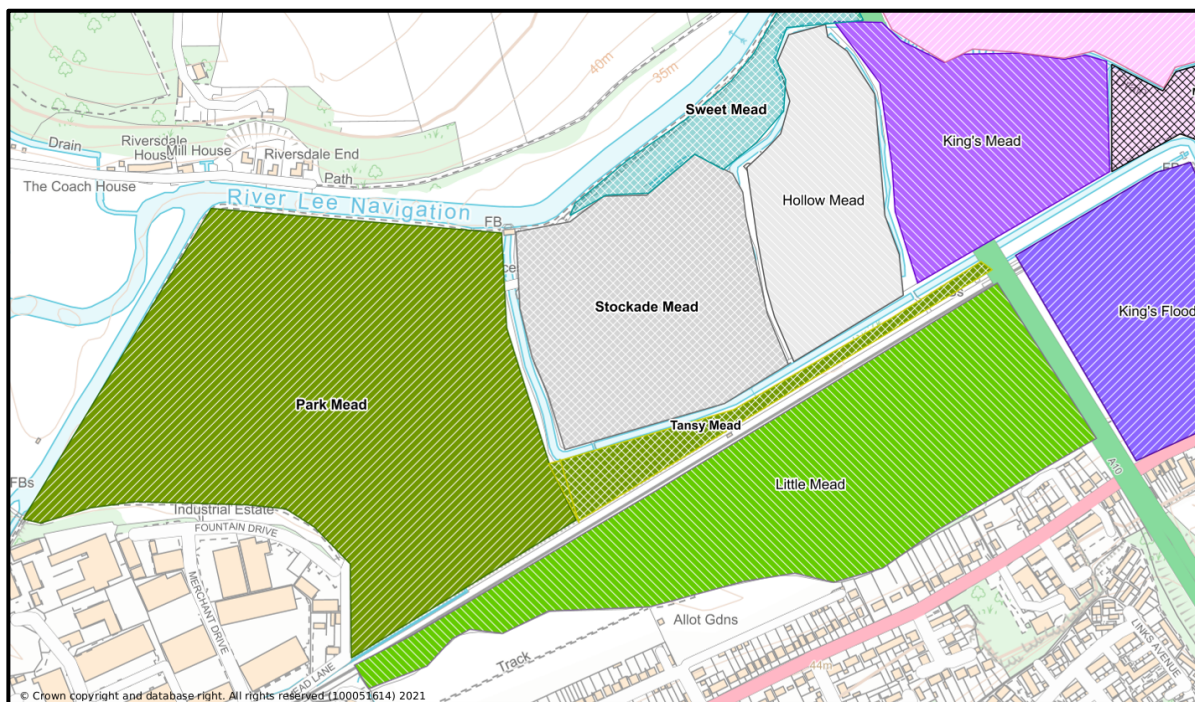 40m
35m
Sweet Mead
King's Mead
Drain
Riversdale
House
Mill House
Riversdale End
Path
The Coach House
River Lee Navigation
FB
Hollow Mead
Stockade Mead
King's Flood
Park Mead
Tansy Mead
Little Mead
A10
FBs
Industrial Estate
FOUNTAIN DRIVE
MERCHANT DRIVE
Allot Gdns
Track
44m
LINKS AVENUE
© Crown copyright and database right. All rights reserved (100051614) 2021